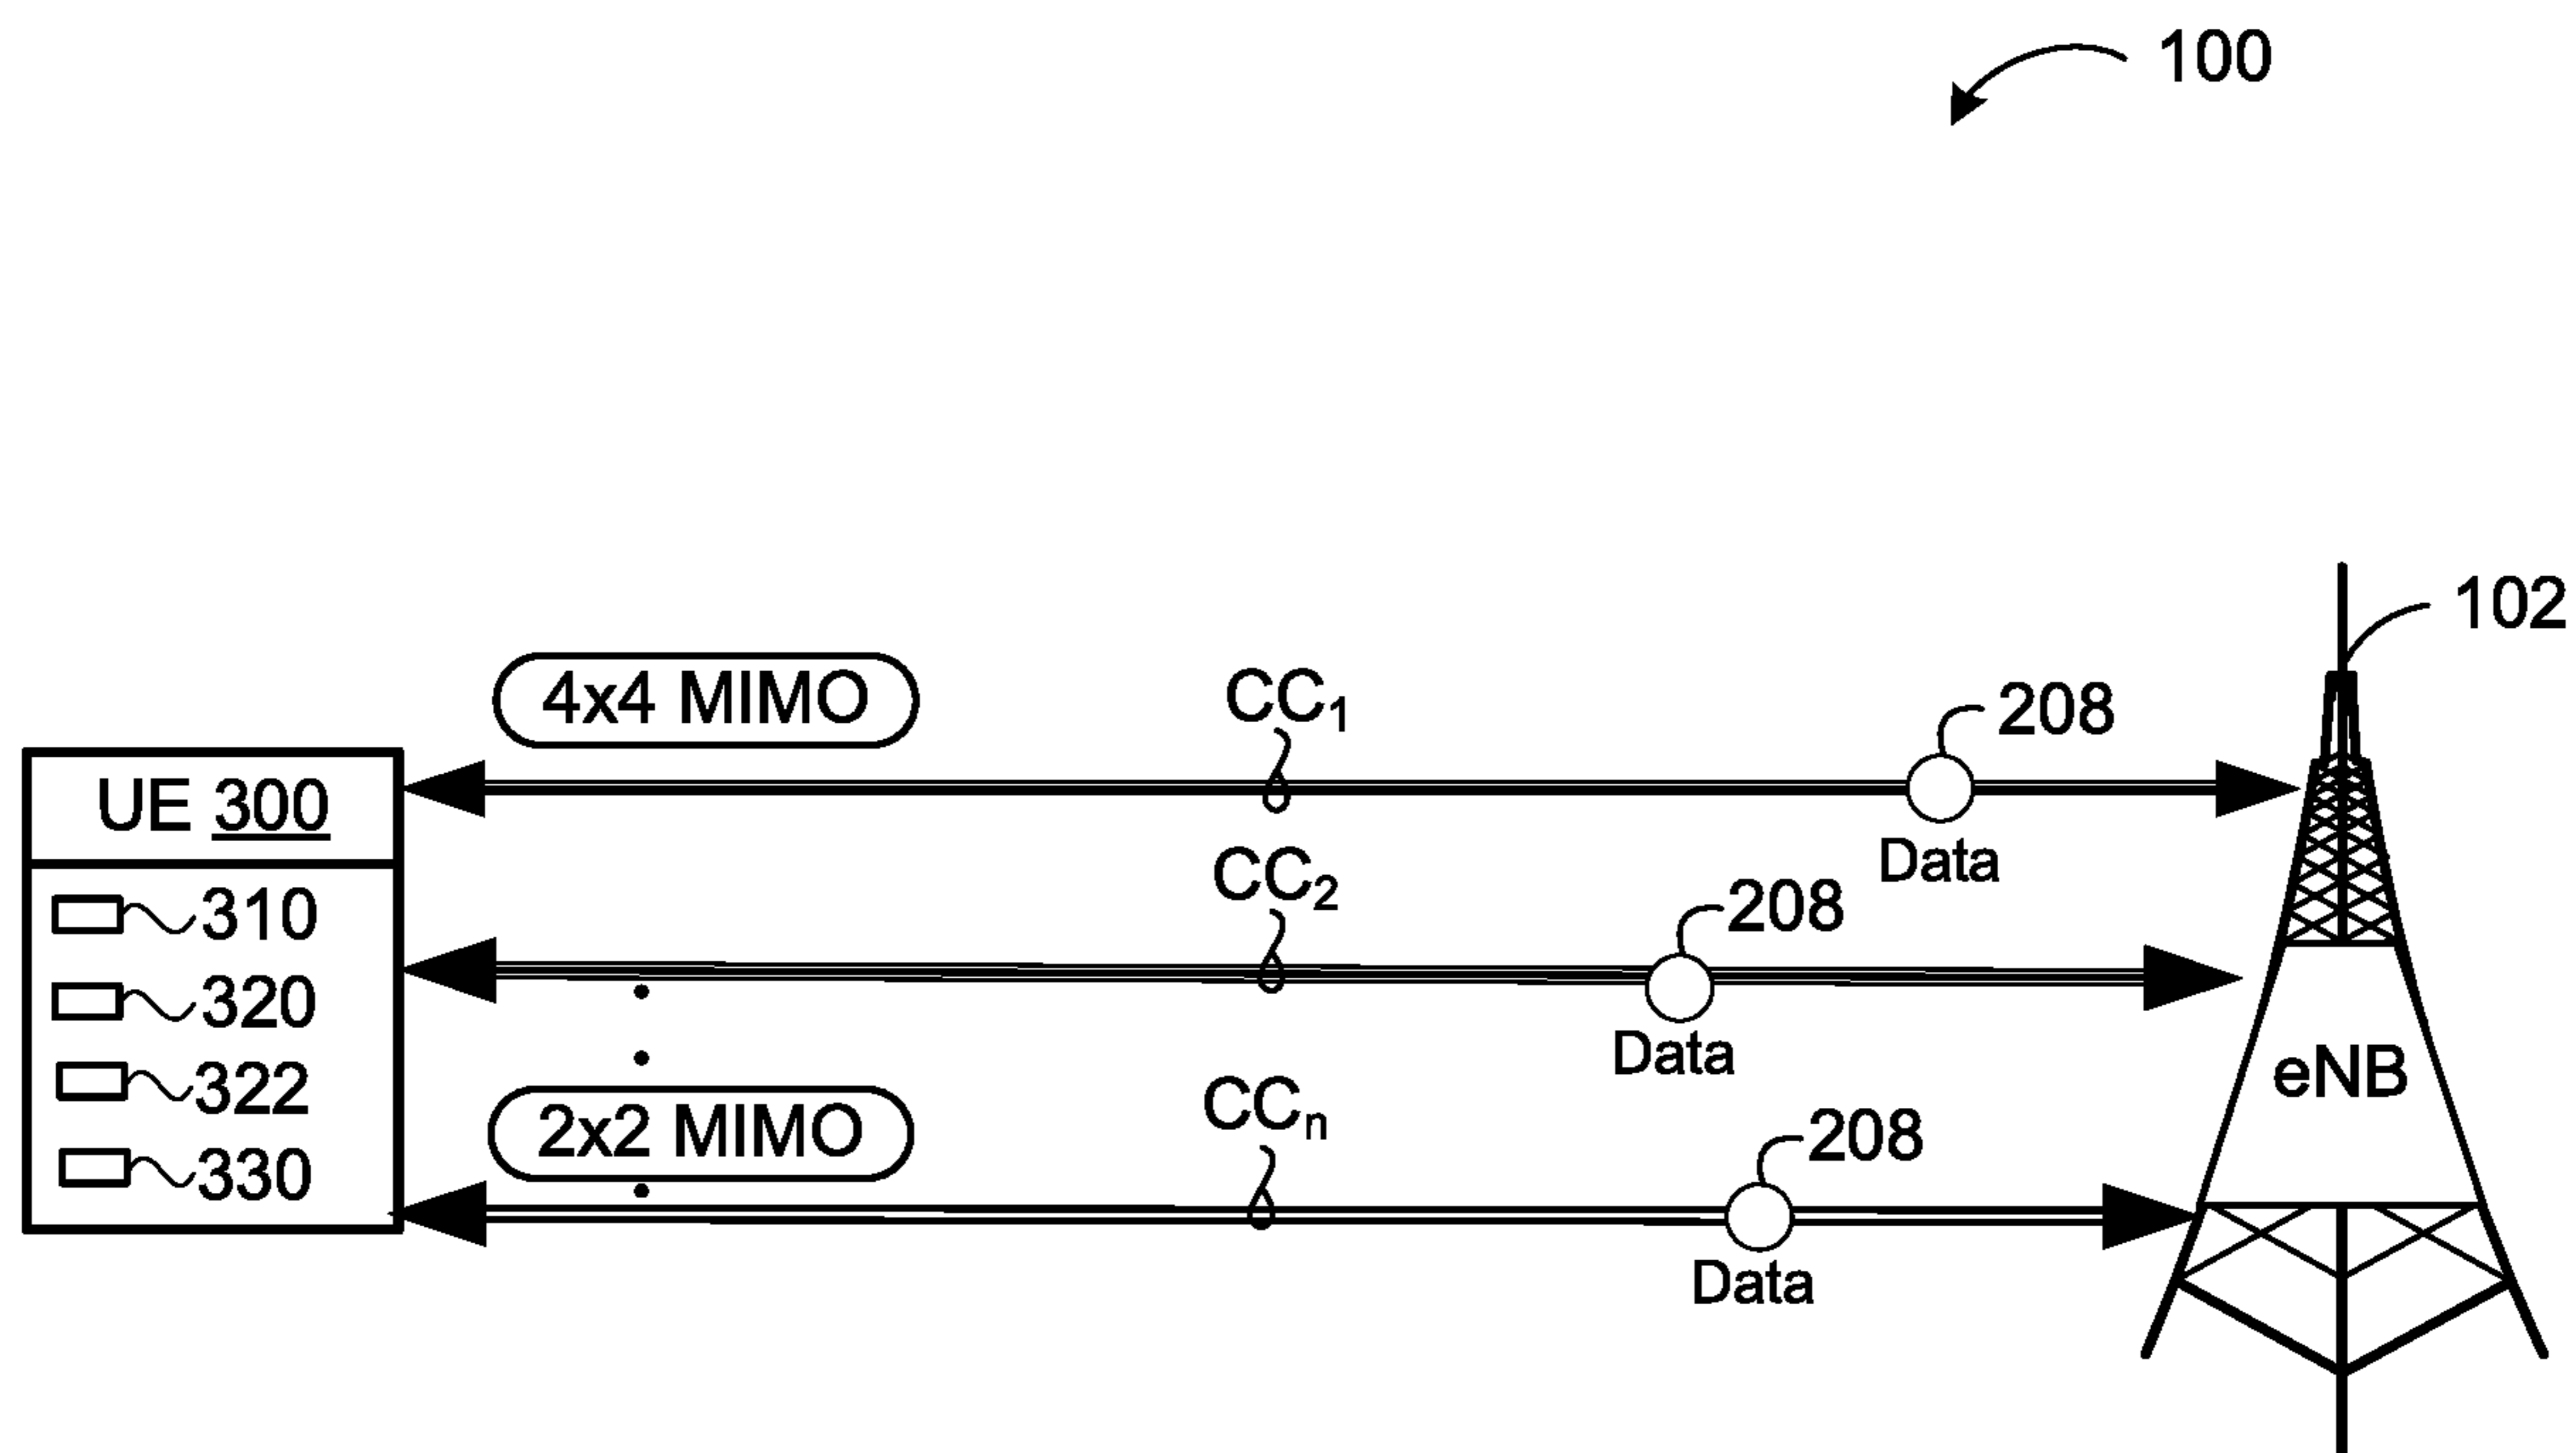 100
102
4x4 MIMO
CC₁
208
Data
UE 300
310
320
322
330
CC₂
208
Data
eNB
2x2 MIMO
CCₙ
208
Data